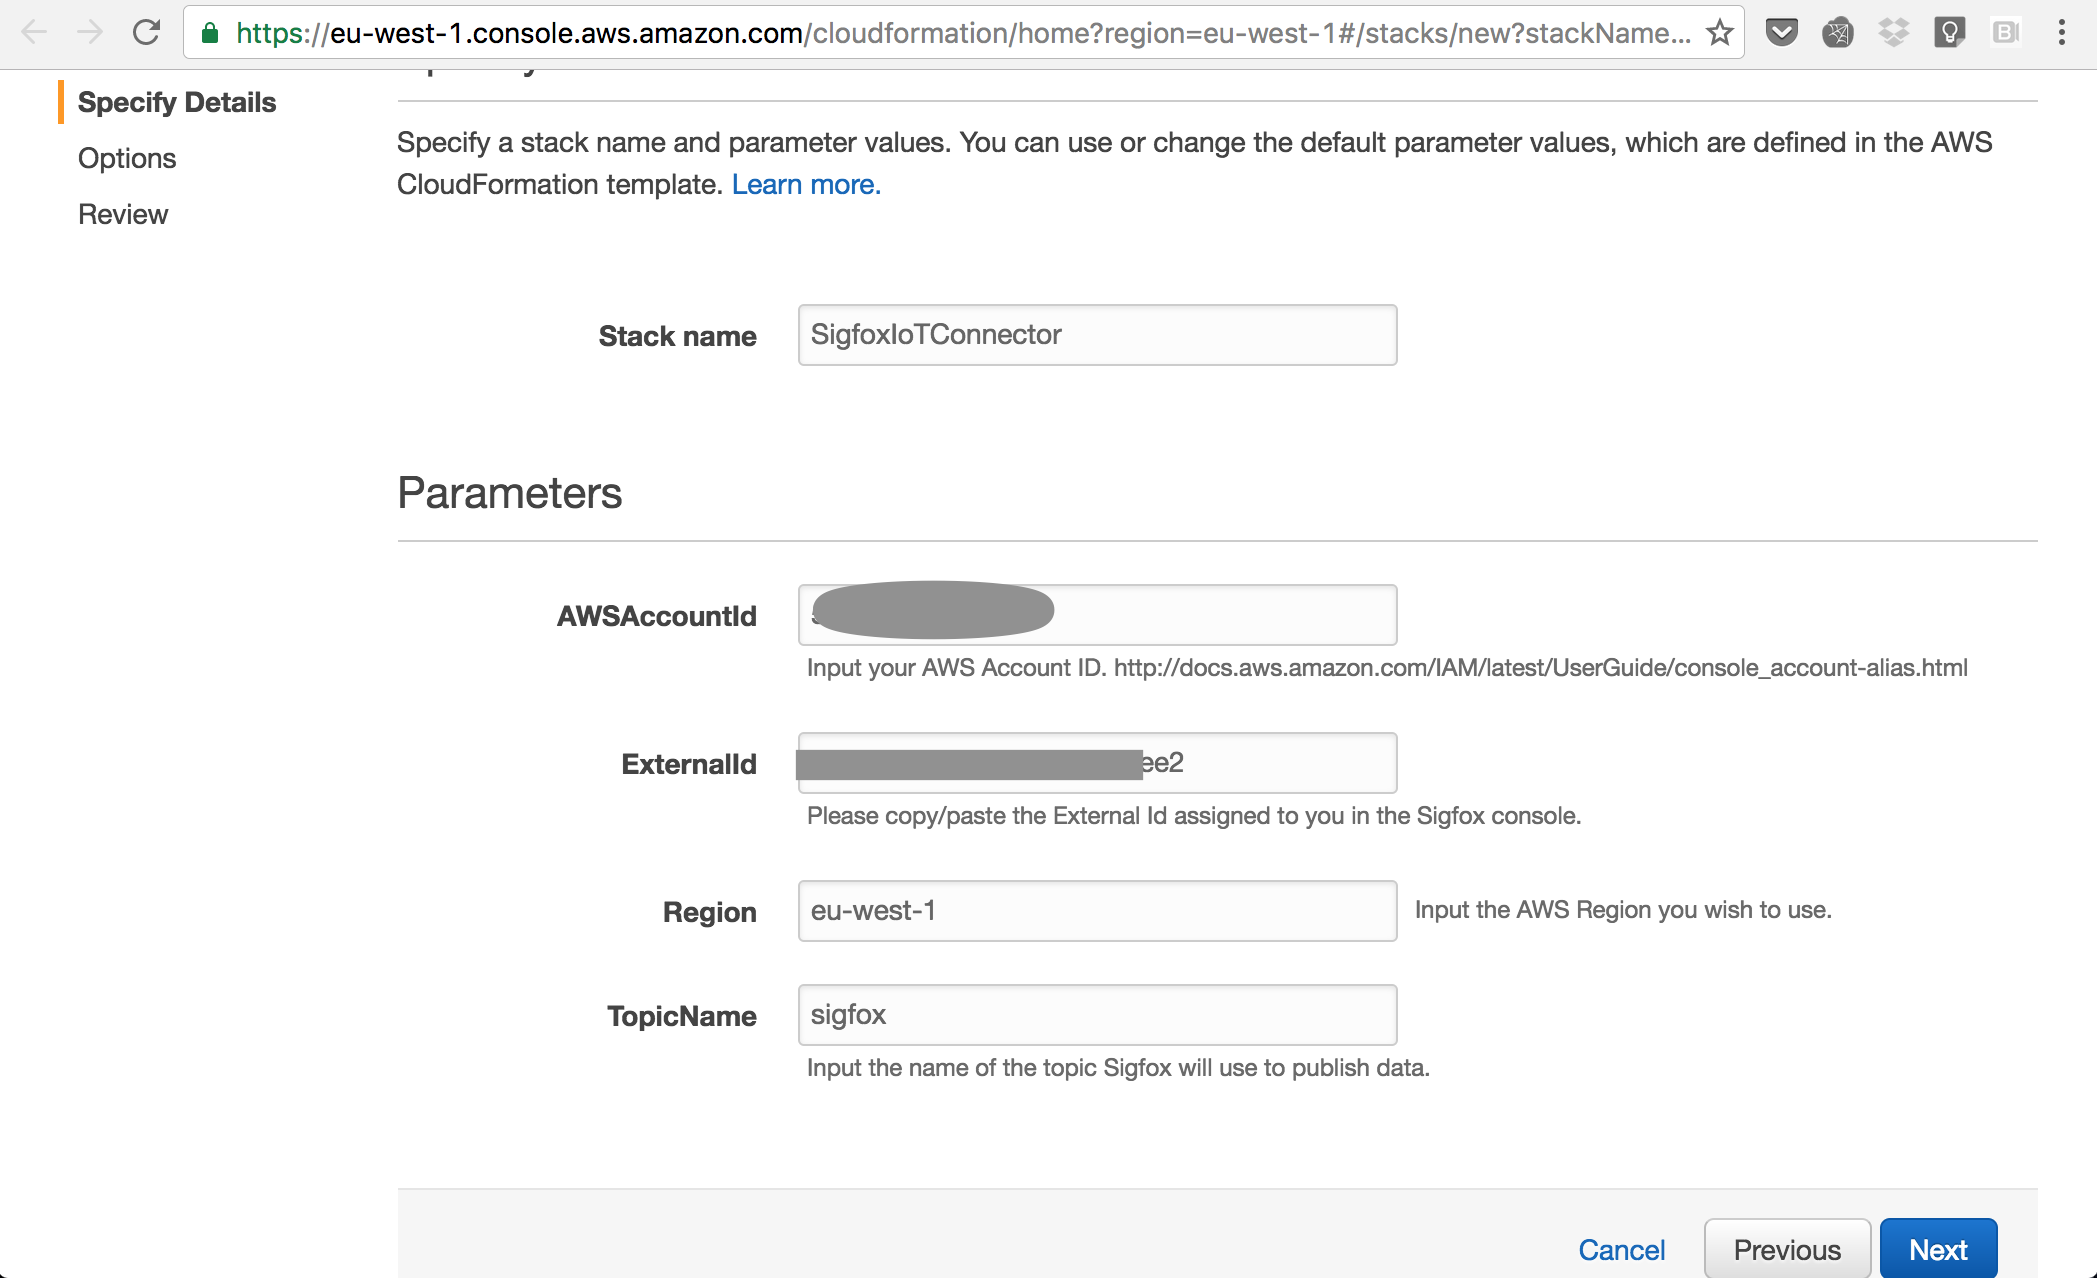 https://eu-west-1.console.aws.amazon.com/cloudformation/home?region=eu-west-1#/stacks/new?stackName...
Specify Details
Options
Review
Specify a stack name and parameter values. You can use or change the default parameter values, which are defined in the AWS
CloudFormation template. Learn more.
Stack name
SigfoxIoTConnector
Parameters
AWSAccountId
Input your AWS Account ID. http://docs.aws.amazon.com/IAM/latest/UserGuide/console_account-alias.html
ExternalId
ee2
Please copy/paste the External Id assigned to you in the Sigfox console.
Region
eu-west-1
Input the AWS Region you wish to use.
TopicName
sigfox
Input the name of the topic Sigfox will use to publish data.
Cancel
Previous
Next